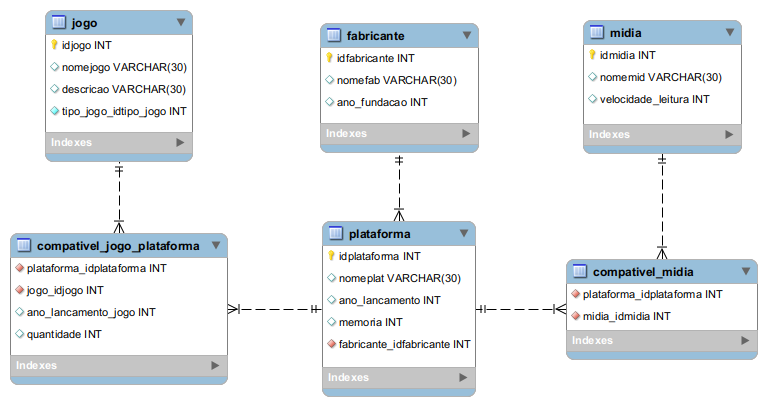 jogo
idjogo INT
nomejogo VARCHAR(30)
descricao VARCHAR(30)
tipo_jogo_idtipo_jogo INT
Indexes
fabricante
idfabricante INT
nomefab VARCHAR(30)
ano_fundacao INT
Indexes
midia
idmidia INT
nomemid VARCHAR(30)
velocidade_leitura INT
Indexes
compativel_jogo_plataforma
plataforma_idplataforma INT
jogo_idjogo INT
ano_lancamento_jogo INT
quantidade INT
Indexes
plataforma
idplataforma INT
nomeplat VARCHAR(30)
ano_lancamento INT
memoria INT
fabricante_idfabricante INT
Indexes
compativel_midia
plataforma_idplataforma INT
midia_idmidia INT
Indexes